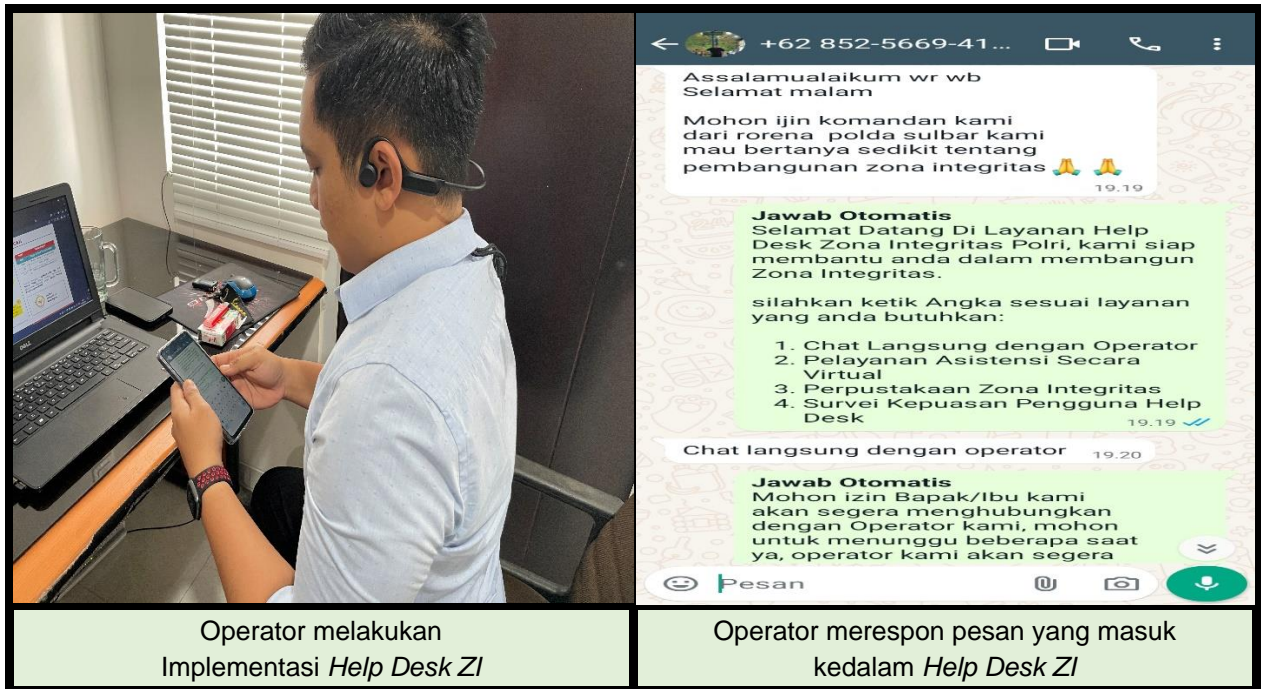 +62 852-5669-41...
Assalamualaikum wr wb
Selamat malam
Mohon ijin komandan kami
dari rorena polda sulbar kami
mau bertanya sedikit tentang
pembangunan zona integritas 🙏 🙏
19.19
Jawab Otomatis
Selamat Datang Di Layanan Help
Desk Zona Integritas Polri, kami siap
membantu anda dalam membangun
Zona Integritas.
silahkan ketik Angka sesuai layanan
yang anda butuhkan:
1. Chat Langsung dengan Operator
2. Pelayanan Asistensi Secara
Virtual
3. Perpustakaan Zona Integritas
4. Survei Kepuasan Pengguna Help
Desk
19.19
Chat langsung dengan operator 19.20
Jawab Otomatis
Mohon izin Bapak/Ibu kami
akan segera menghubungkan
dengan Operator kami, mohon
untuk menunggu beberapa saat
ya, operator kami akan segera
Pesan
Operator melakukan
Implementasi Help Desk ZI
Operator merespon pesan yang masuk
kedalam Help Desk ZI